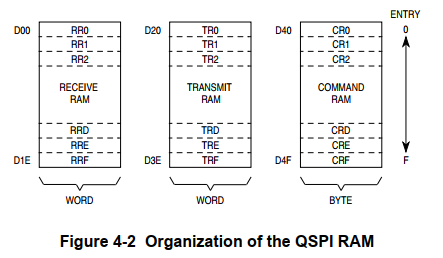 ENTRY
D00 RR0 D20 TR0 D40 CR0 0
RR1 TR1 CR1
RR2 TR2 CR2
RECEIVE TRANSMIT COMMAND
RAM RAM RAM
RRD TRD CRD
RRE TRE CRE
D1E RRF D3E TRF D4F CRF F
WORD WORD BYTE
Figure 4-2 Organization of the QSPI RAM